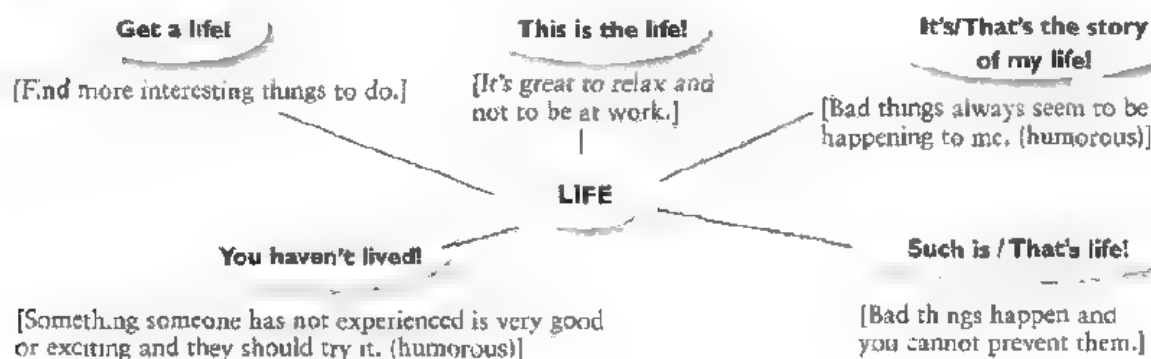 Get a life!
[Find more interesting things to do.]
This is the life!
[It's great to relax and
not to be at work.]
It's/That's the story
of my life!
[Bad things always seem to be
happening to me. (humorous)]
LIFE
You haven't lived!
[Something someone has not experienced is very good
or exciting and they should try it. (humorous)]
Such is / That's life!
[Bad things happen and
you cannot prevent them.]